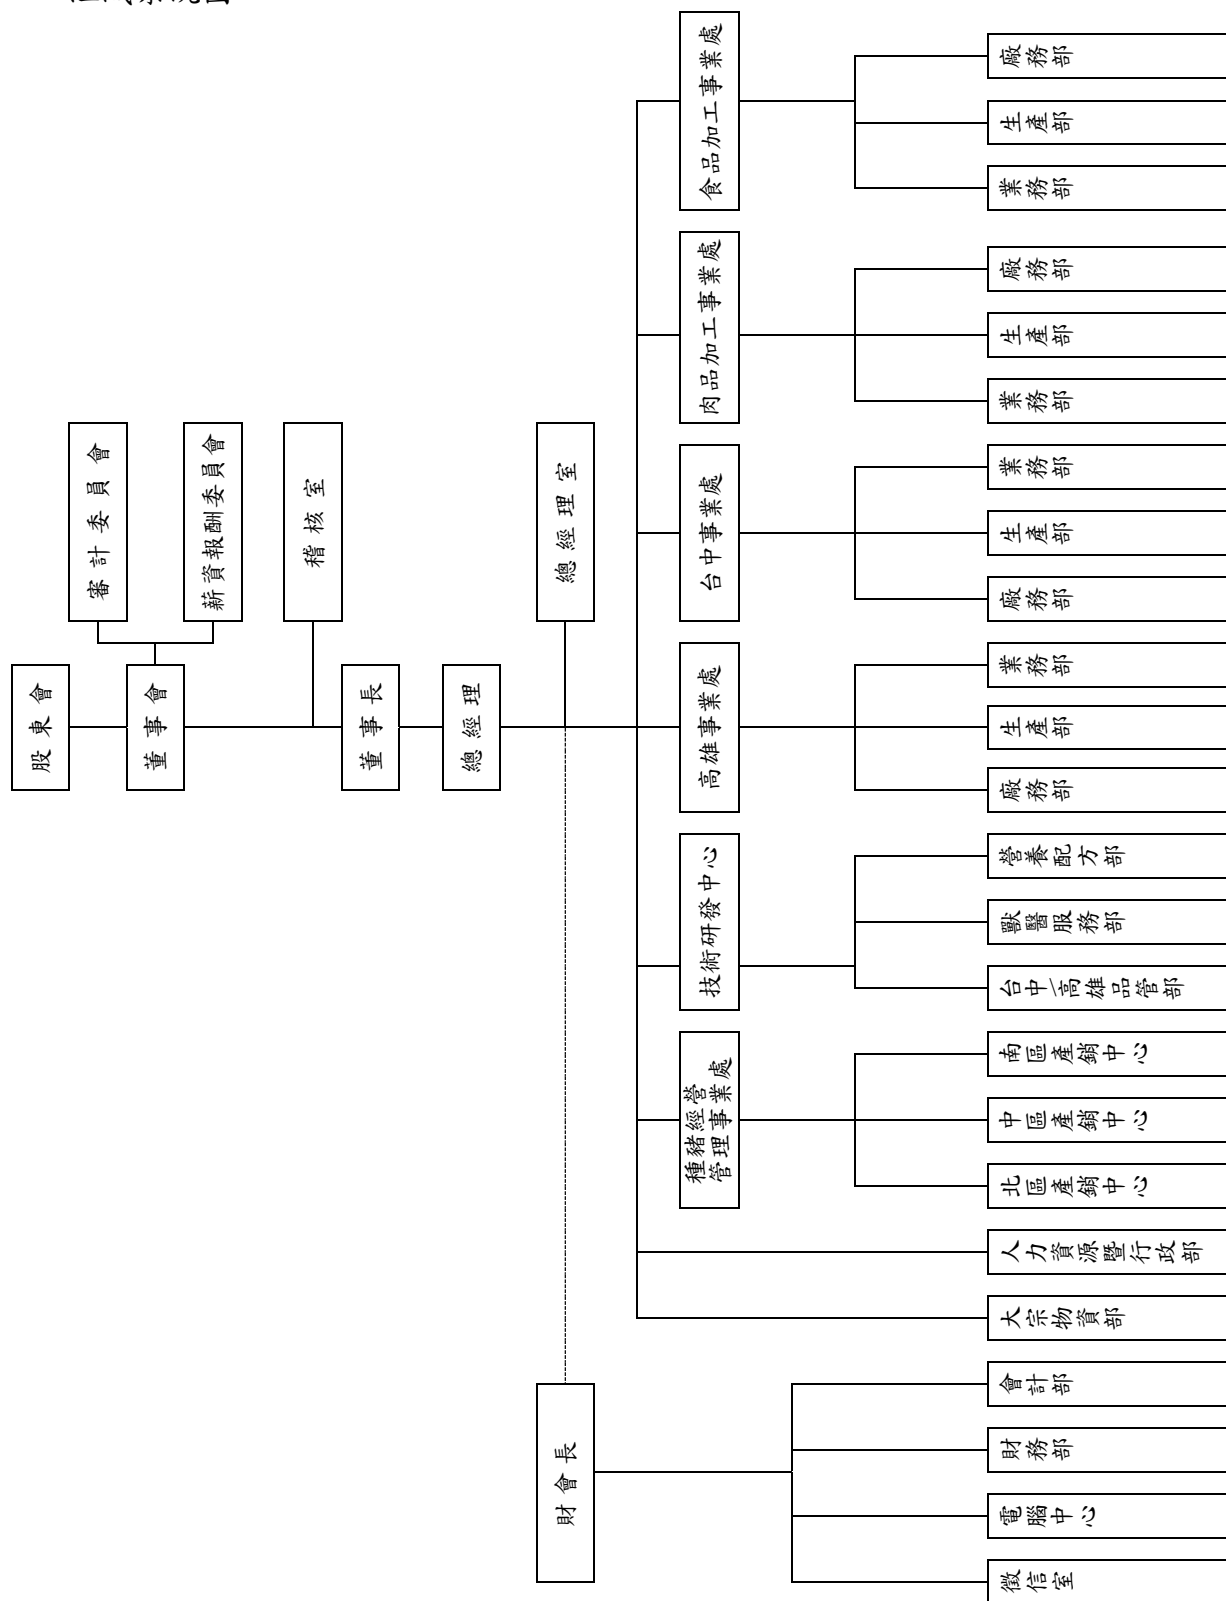 股東會
審計委員會
董事會
薪資報酬委員會
稽核室
董事長
總經理
總經理室
財會長
食品加工事業處
肉品加工事業處
台中事業處
高雄事業處
技術研發中心
種豬經營
管理事業處
廠務部
生產部
業務部
廠務部
生產部
業務部
業務部
生產部
廠務部
業務部
生產部
廠務部
營養配方部
獸醫服務部
台中/高雄品管部
南區產銷中心
中區產銷中心
北區產銷中心
人力資源暨行政部
大宗物資部
會計部
財務部
電腦中心
徵信室